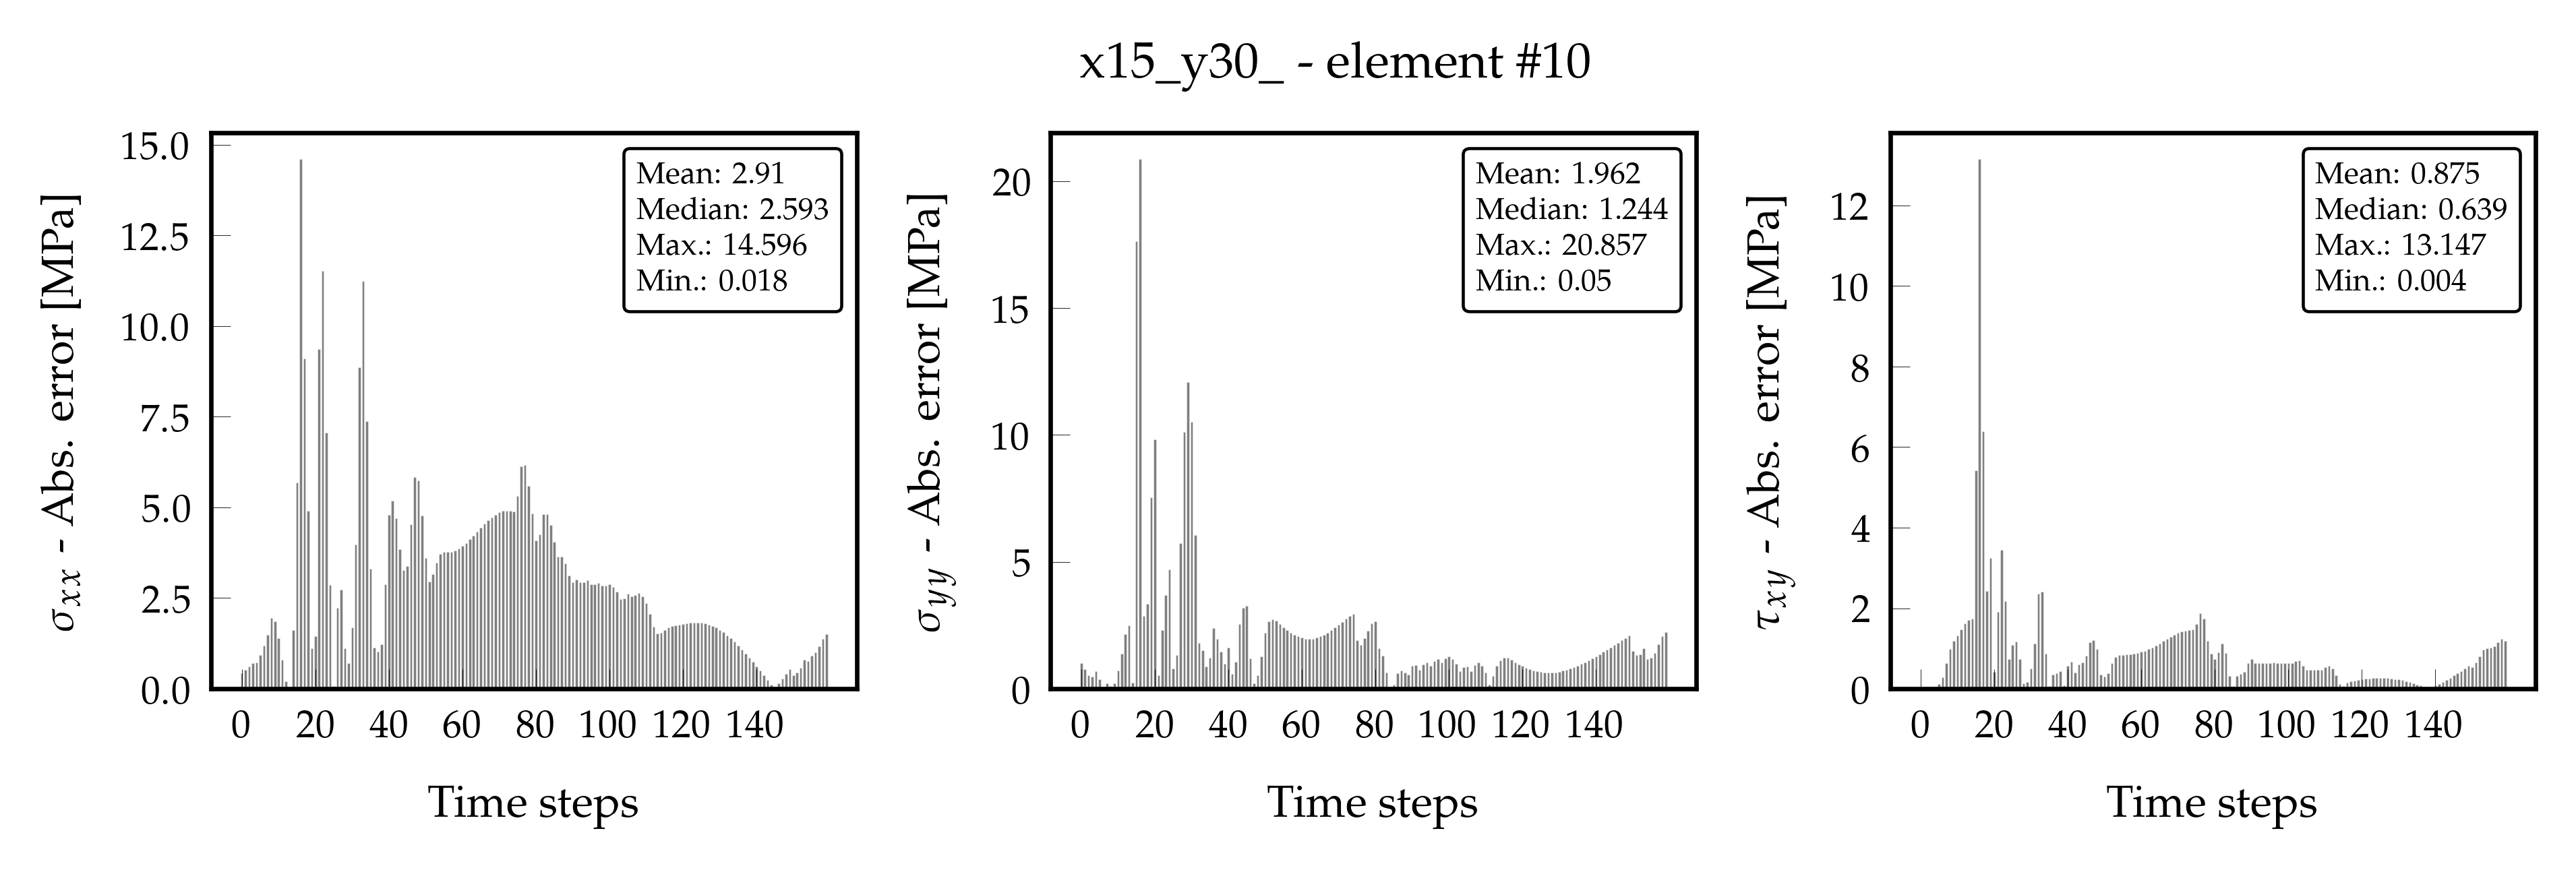 x15_y30_ - element #10
σxx - Abs. error [MPa]
15.0
12.5
10.0
7.5
5.0
2.5
0.0
0 20 40 60 80 100 120 140
Time steps
Mean: 2.91
Median: 2.593
Max.: 14.596
Min.: 0.018
σyy - Abs. error [MPa]
20
15
10
5
0
0 20 40 60 80 100 120 140
Time steps
Mean: 1.962
Median: 1.244
Max.: 20.857
Min.: 0.05
τxy - Abs. error [MPa]
12
10
8
6
4
2
0
0 20 40 60 80 100 120 140
Time steps
Mean: 0.875
Median: 0.639
Max.: 13.147
Min.: 0.004